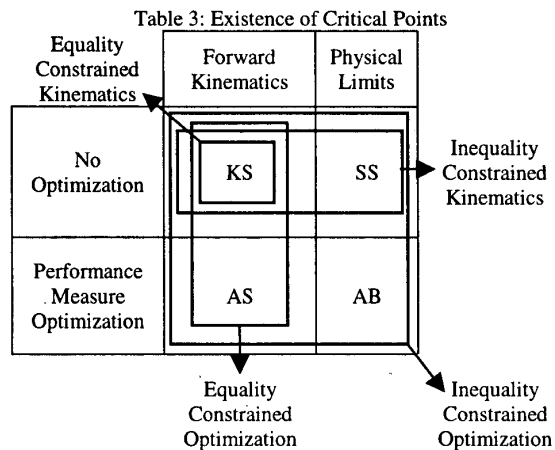 Table 3: Existence of Critical Points
Equality
Constrained
Kinematics
Forward
Kinematics
Physical
Limits
No
Optimization
KS
SS
Inequality
Constrained
Kinematics
Performance
Measure
Optimization
AS
AB
Equality
Constrained
Optimization
Inequality
Constrained
Optimization